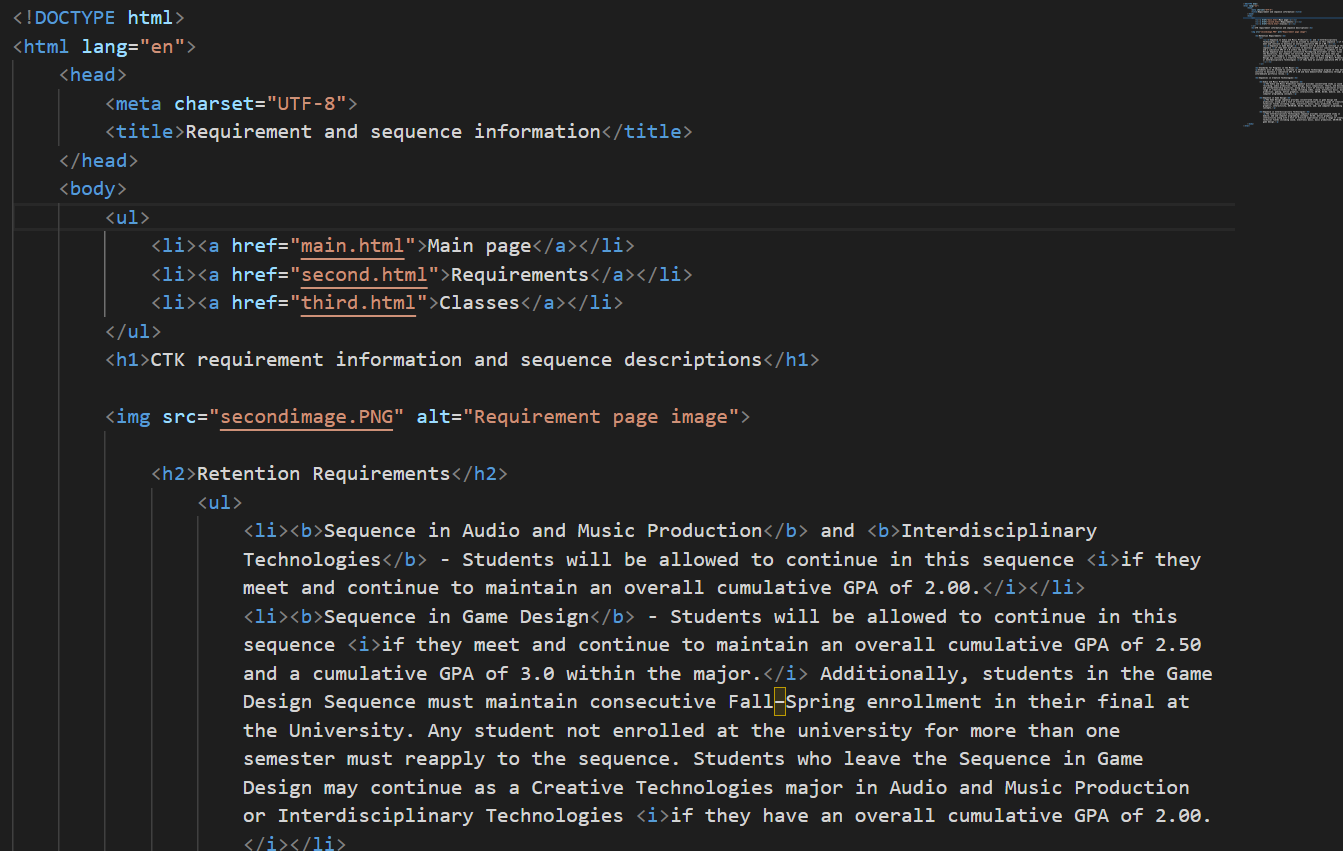 <!DOCTYPE html>
<html lang="en">
<head>
<meta charset="UTF-8">
<title>Requirement and sequence information</title>
</head>
<body>
<ul>
<li><a href="main.html">Main page</a></li>
<li><a href="second.html">Requirements</a></li>
<li><a href="third.html">Classes</a></li>
</ul>
<h1>CTK requirement information and sequence descriptions</h1>
<img src="secondimage.PNG" alt="Requirement page image">
<h2>Retention Requirements</h2>
<ul>
<li><b>Sequence in Audio and Music Production</b> and <b>Interdisciplinary
Technologies</b> - Students will be allowed to continue in this sequence <i>if they
meet and continue to maintain an overall cumulative GPA of 2.00.</i></li>
<li><b>Sequence in Game Design</b> - Students will be allowed to continue in this
sequence <i>if they meet and continue to maintain an overall cumulative GPA of 2.50
and a cumulative GPA of 3.0 within the major.</i> Additionally, students in the Game
Design Sequence must maintain consecutive Fall–Spring enrollment in their final at
the University. Any student not enrolled at the university for more than one
semester must reapply to the sequence. Students who leave the Sequence in Game
Design may continue as a Creative Technologies major in Audio and Music Production
or Interdisciplinary Technologies <i>if they have an overall cumulative GPA of 2.00.
</i></li>